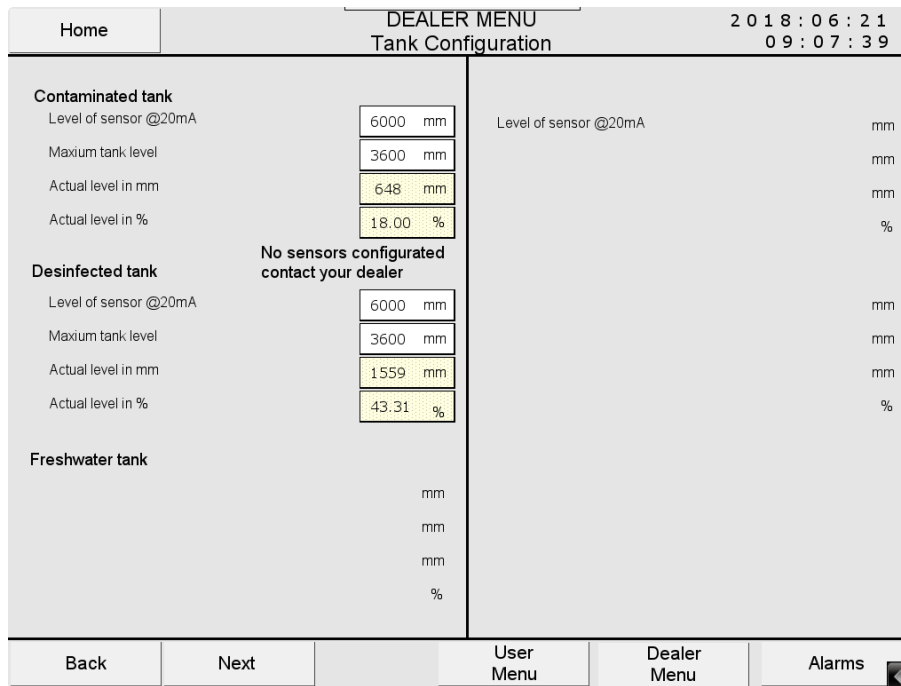 Home
DEALER MENU
Tank Configuration
2018:06:21
09:07:39
Contaminated tank
Level of sensor @20mA
6000 mm
Maxium tank level
3600 mm
Actual level in mm
648 mm
Actual level in %
18.00 %
No sensors configurated
contact your dealer
Desinfected tank
Level of sensor @20mA
6000 mm
Maxium tank level
3600 mm
Actual level in mm
1559 mm
Actual level in %
43.31 %
Freshwater tank
mm
mm
mm
%
Level of sensor @20mA
mm
mm
mm
%
mm
mm
mm
%
Back
Next
User
Menu
Dealer
Menu
Alarms